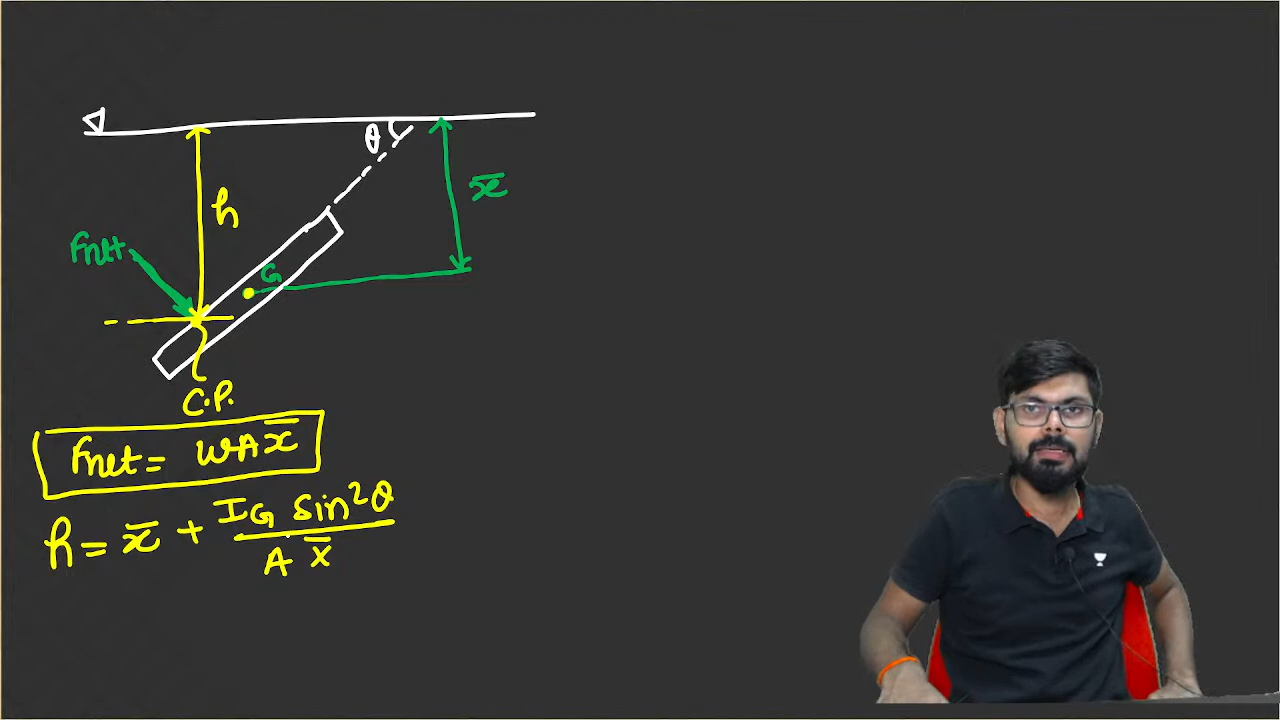 θ
x̄
h
Fnet
G
C.P.
Fnet = wAx̄
h = x̄ + IG Sin²θ / A x̄